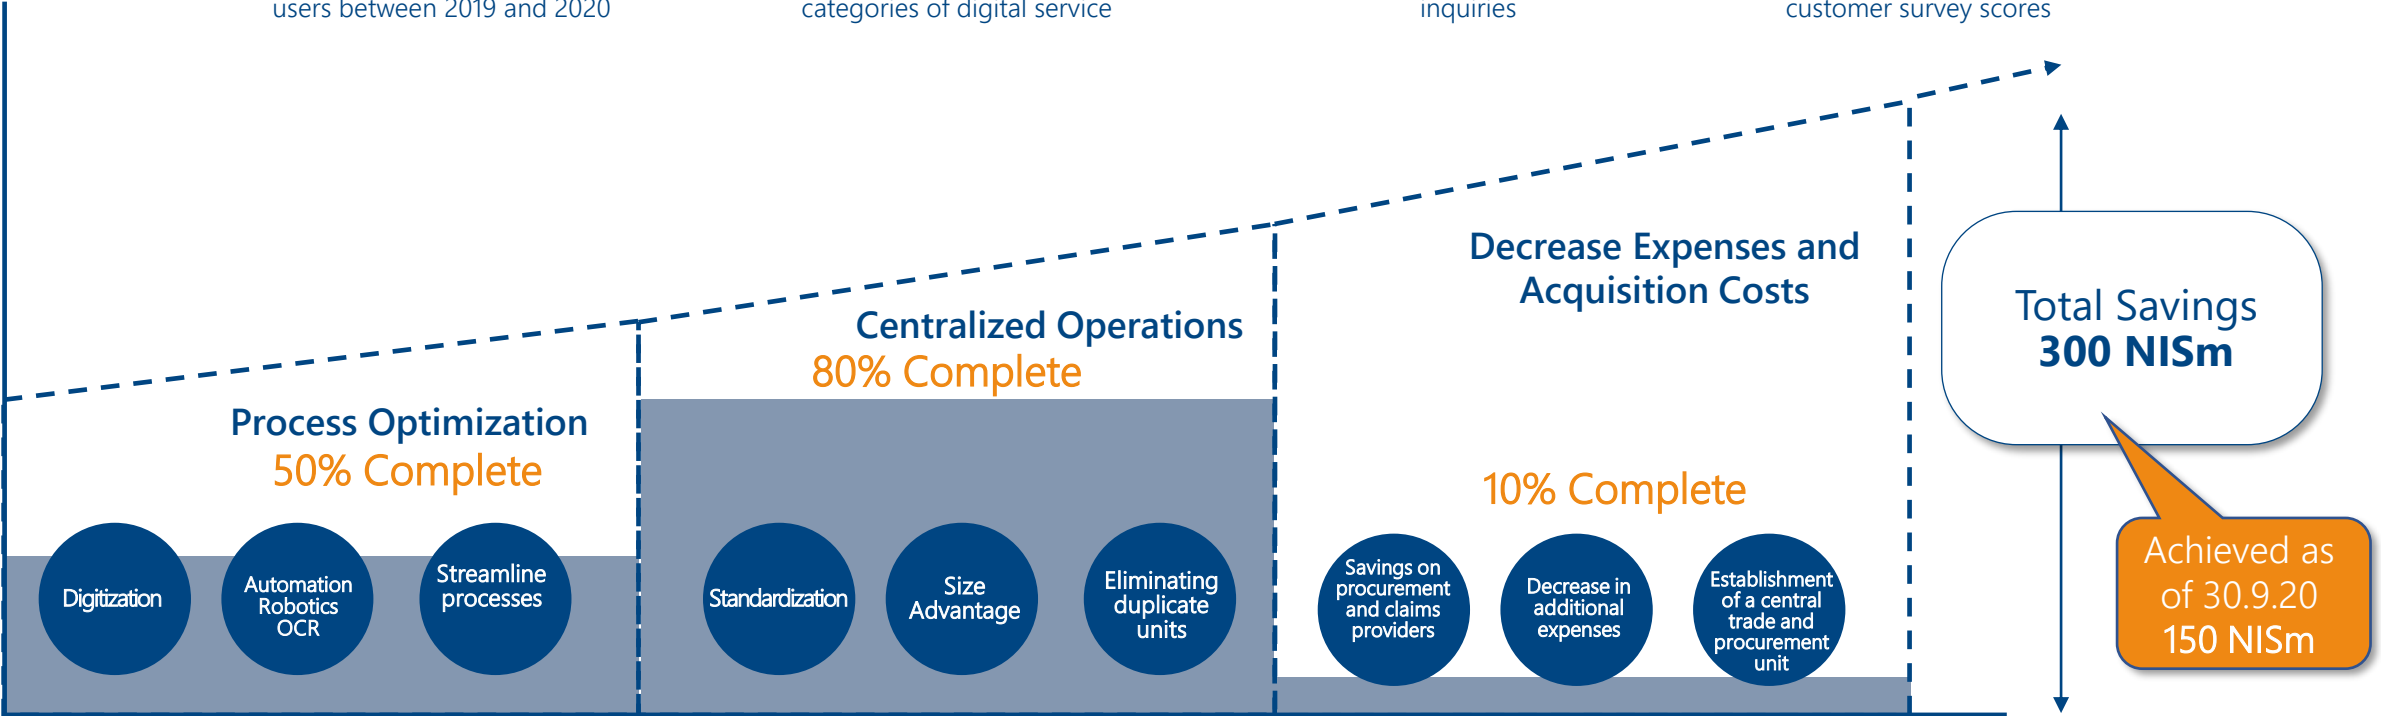 users between 2019 and 2020
categories of digital service
inquiries
customer survey scores
Process Optimization
50% Complete
Digitization
Automation
Robotics
OCR
Streamline
processes
Centralized Operations
80% Complete
Standardization
Size
Advantage
Eliminating
duplicate
units
Decrease Expenses and
Acquisition Costs
10% Complete
Savings on
procurement
and claims
providers
Decrease in
additional
expenses
Establishment
of a central
trade and
procurement
unit
Total Savings
300 NISm
Achieved as
of 30.9.20
150 NISm